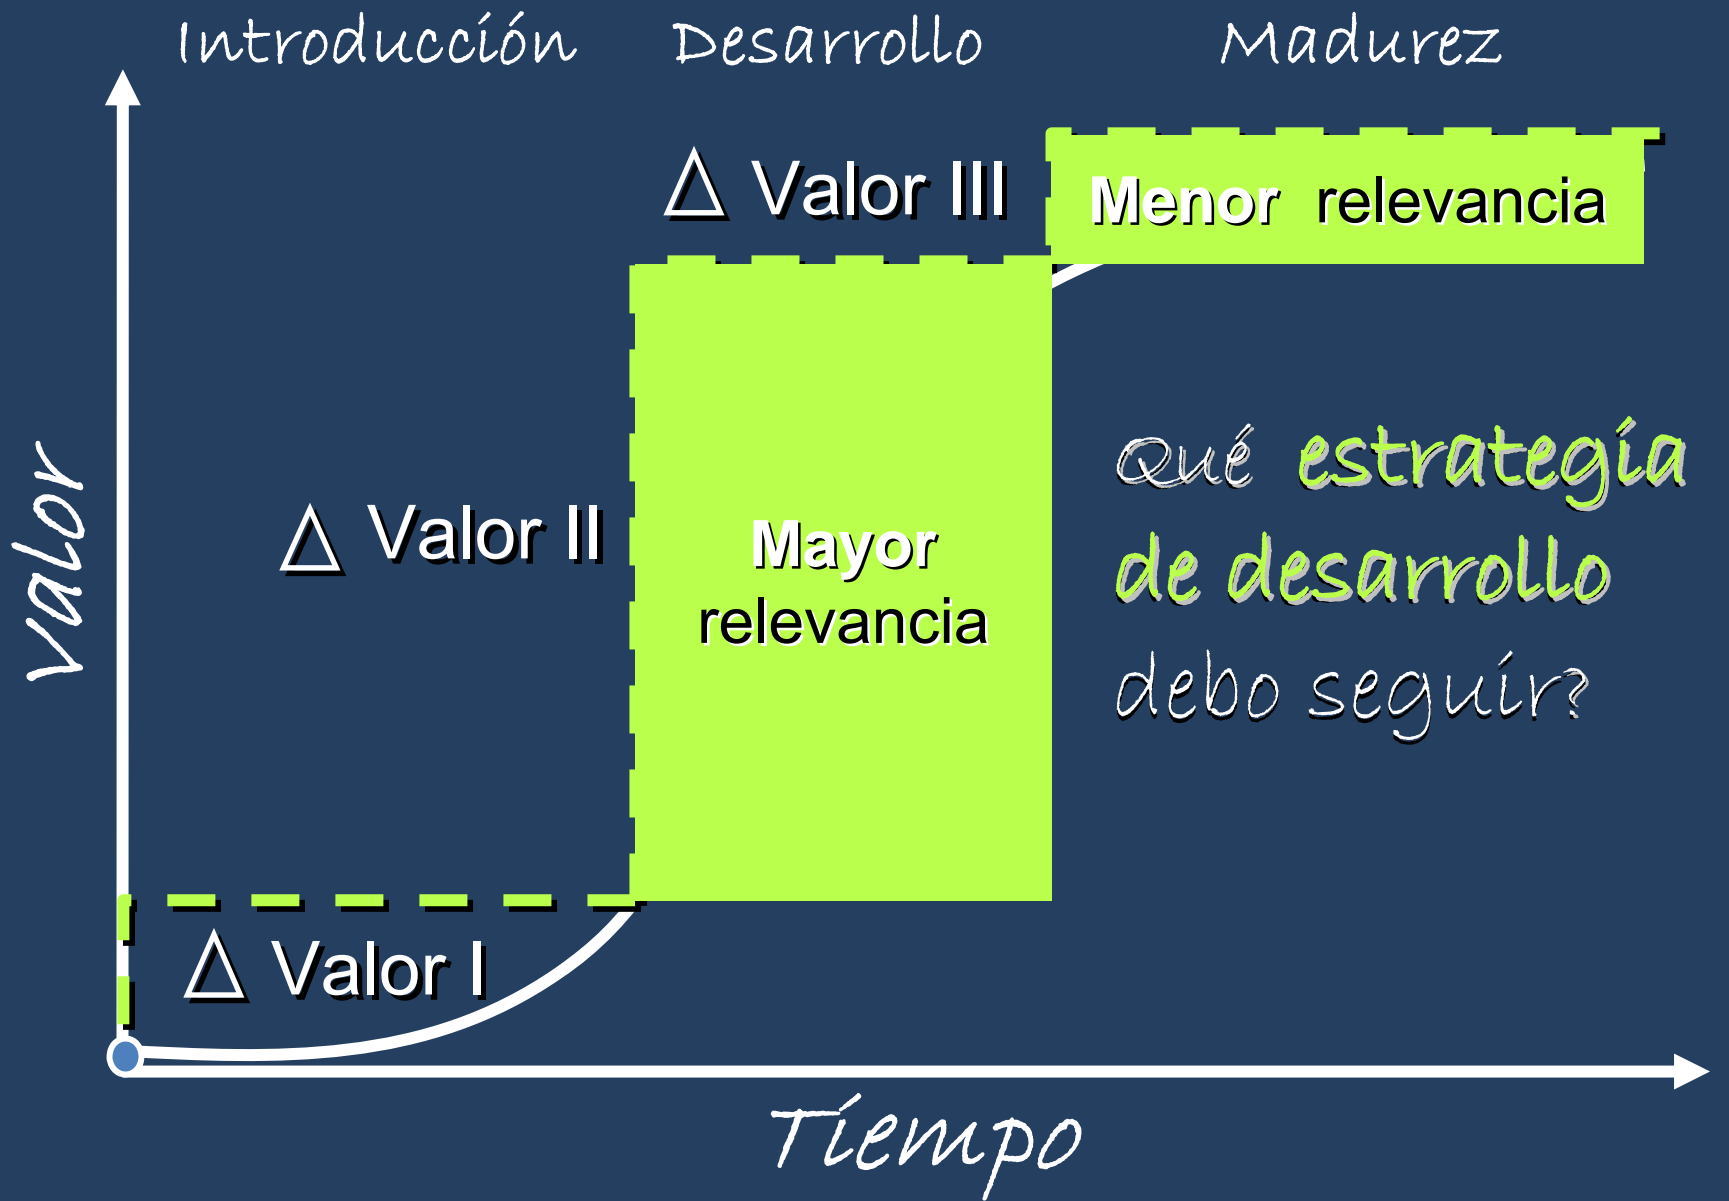 Introducción Desarrollo Madurez
Δ Valor III
Menor relevancia
Valor
Δ Valor II
Mayor
relevancia
Qué estrategia
de desarrollo
debo seguir?
Δ Valor I
Tiempo